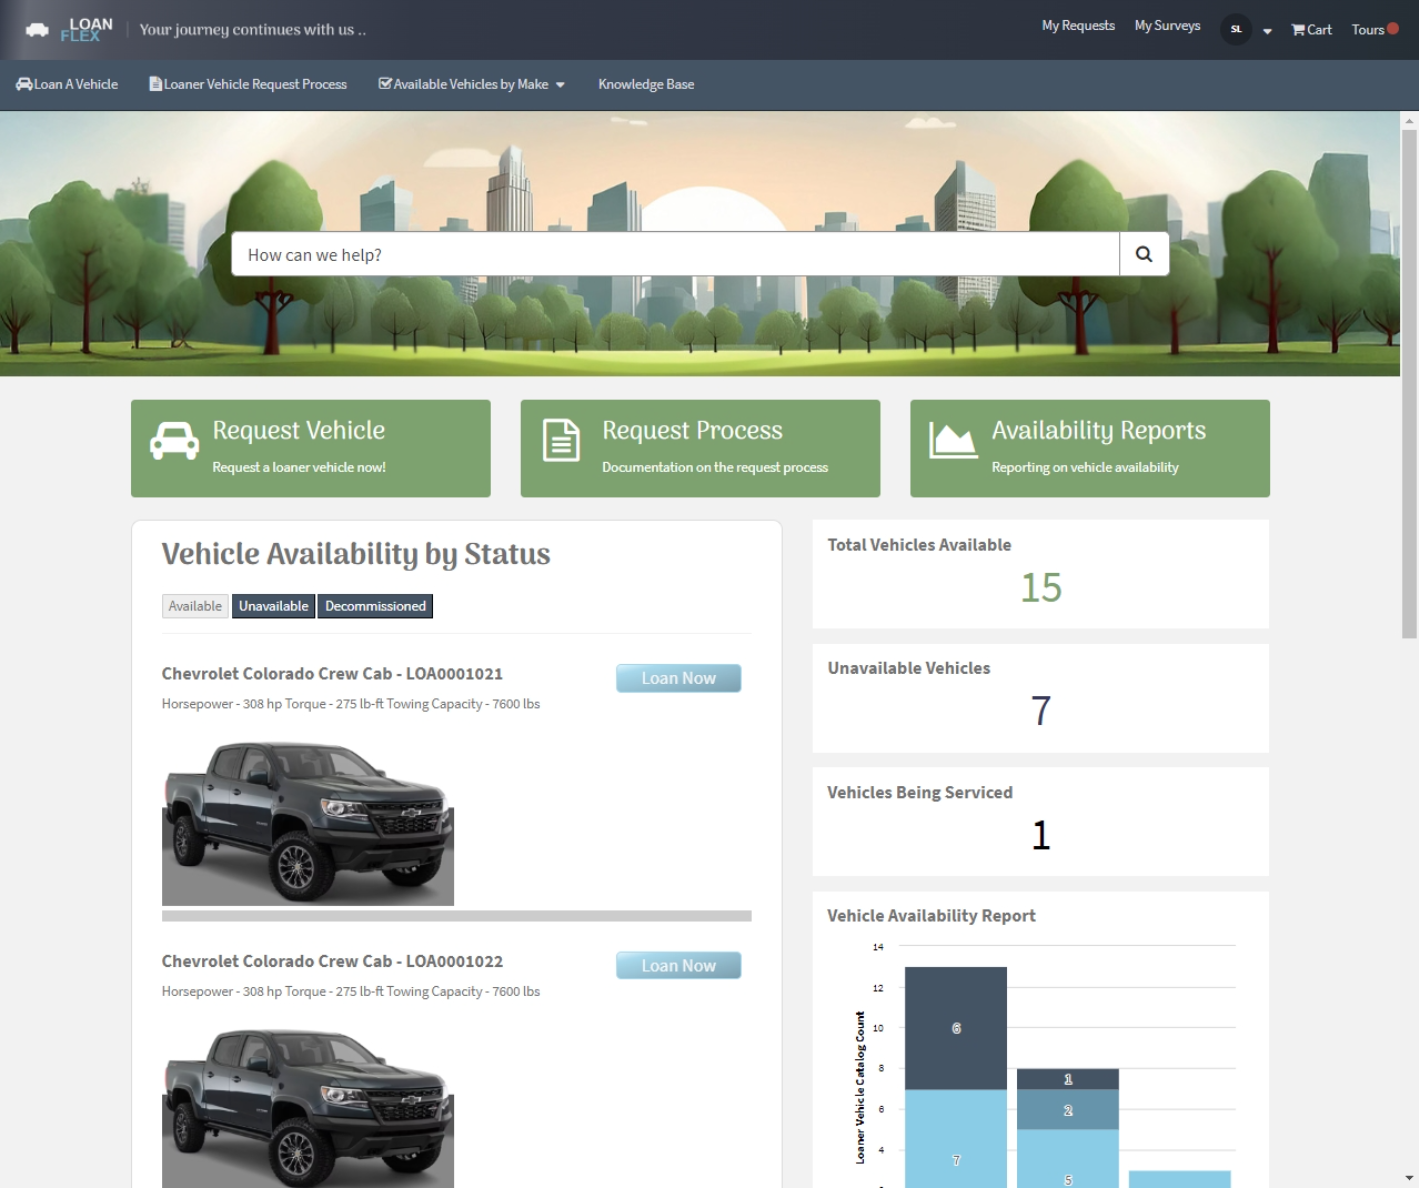 LOAN
FLEX
Your journey continues with us ..
My Requests
My Surveys
SL
Cart
Tours
Loan A Vehicle
Loaner Vehicle Request Process
Available Vehicles by Make
Knowledge Base
How can we help?
Request Vehicle
Request a loaner vehicle now!
Request Process
Documentation on the request process
Availability Reports
Reporting on vehicle availability
Vehicle Availability by Status
Available
Unavailable
Decommissioned
Chevrolet Colorado Crew Cab - LOA0001021
Loan Now
Horsepower - 308 hp Torque - 275 lb-ft Towing Capacity - 7600 lbs
Chevrolet Colorado Crew Cab - LOA0001022
Loan Now
Horsepower - 308 hp Torque - 275 lb-ft Towing Capacity - 7600 lbs
Total Vehicles Available
15
Unavailable Vehicles
7
Vehicles Being Serviced
1
Vehicle Availability Report
Loaner Vehicle Catalog Count
14
12
10
8
6
4
6
7
1
2
5